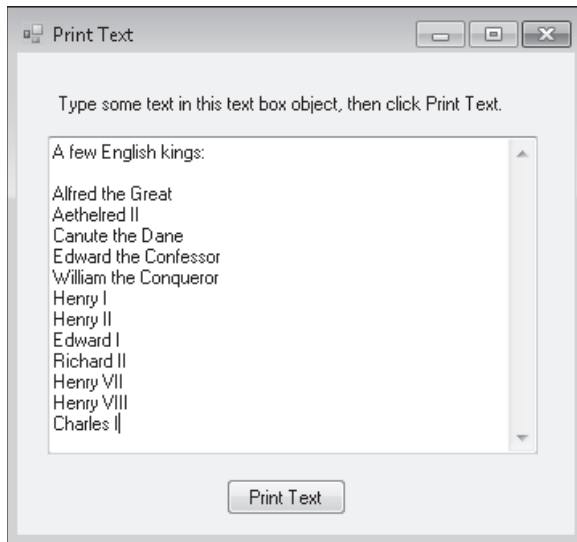 Print Text
Type some text in this text box object, then click Print Text.
A few English kings:

Alfred the Great
Aethelred II
Canute the Dane
Edward the Confessor
William the Conqueror
Henry I
Henry II
Edward I
Richard II
Henry VII
Henry VIII
Charles I
Print Text